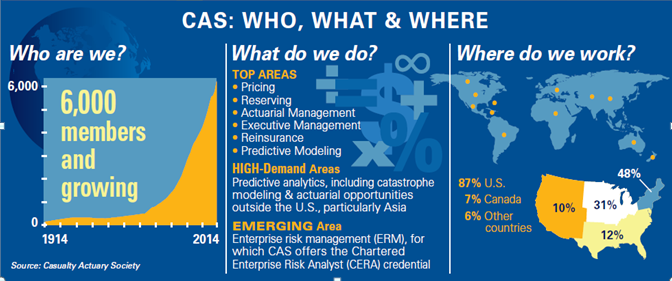 CAS: WHO, WHAT & WHERE
Who are we?
6,000
6,000
members
and
growing
0
1914
2014
Source: Casualty Actuary Society
What do we do?
TOP AREAS
• Pricing
• Reserving
• Actuarial Management
• Executive Management
• Reinsurance
• Predictive Modeling
HIGH-Demand Areas
Predictive analytics, including catastrophe
modeling & actuarial opportunities
outside the U.S., particularly Asia
EMERGING Area
Enterprise risk management (ERM), for
which CAS offers the Chartered
Enterprise Risk Analyst (CERA) credential
∞
$
=
+
x
%
Where do we work?
87% U.S.
7% Canada
6% Other
countries
48%
10%
31%
12%